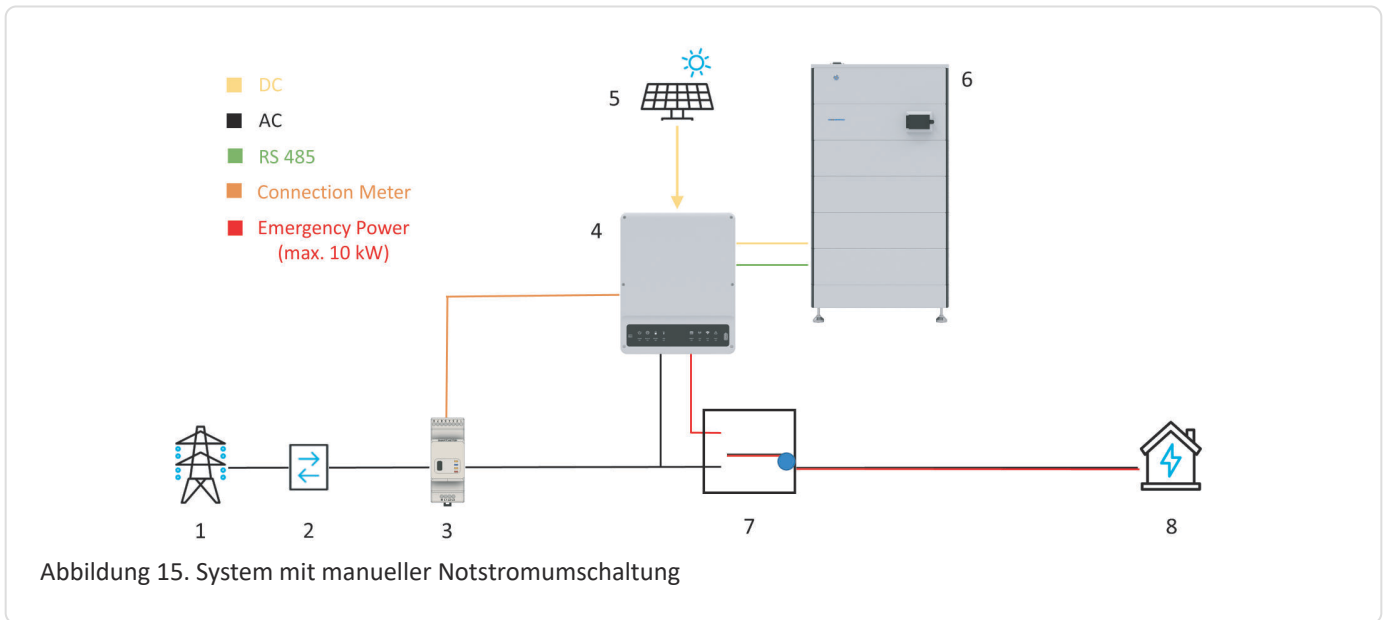 DC
AC
RS 485
Connection Meter
Emergency Power
(max. 10 kW)
5
6
4
1
2
3
7
8
Abbildung 15. System mit manueller Notstromumschaltung